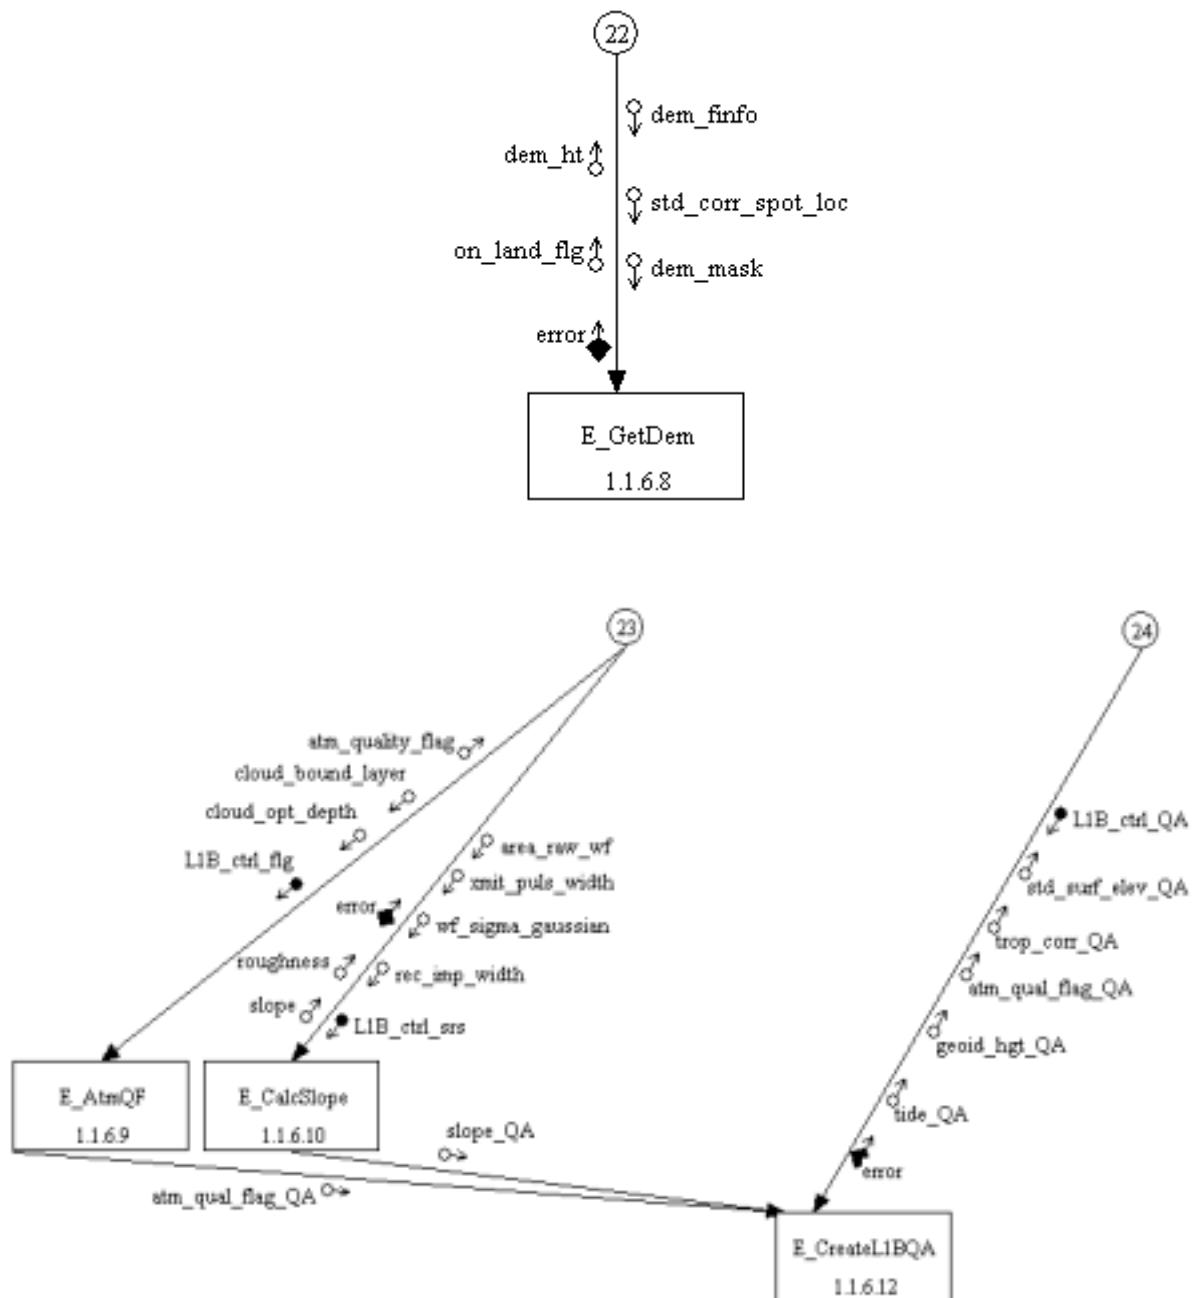 22
dem_finfo
dem_ht
std_corr_spot_loc
on_land_flg
dem_mask
error
E_GetDem
1.1.6.8
23
24
atm_quality_flag
cloud_bound_layer
cloud_opt_depth
L1B_ctrl_flg
area_raw_wf
xmit_puls_width
error
wf_sigma_gaussian
roughness
rec_imp_width
slope
L1B_ctrl_srs
L1B_ctrl_QA
std_surf_elev_QA
trop_corr_QA
atm_qual_flag_QA
geoid_hgt_QA
tide_QA
error
E_AtmQF
1.1.6.9
E_CalcSlope
1.1.6.10
slope_QA
atm_qual_flag_QA
E_CreateL1BQA
1.1.6.12